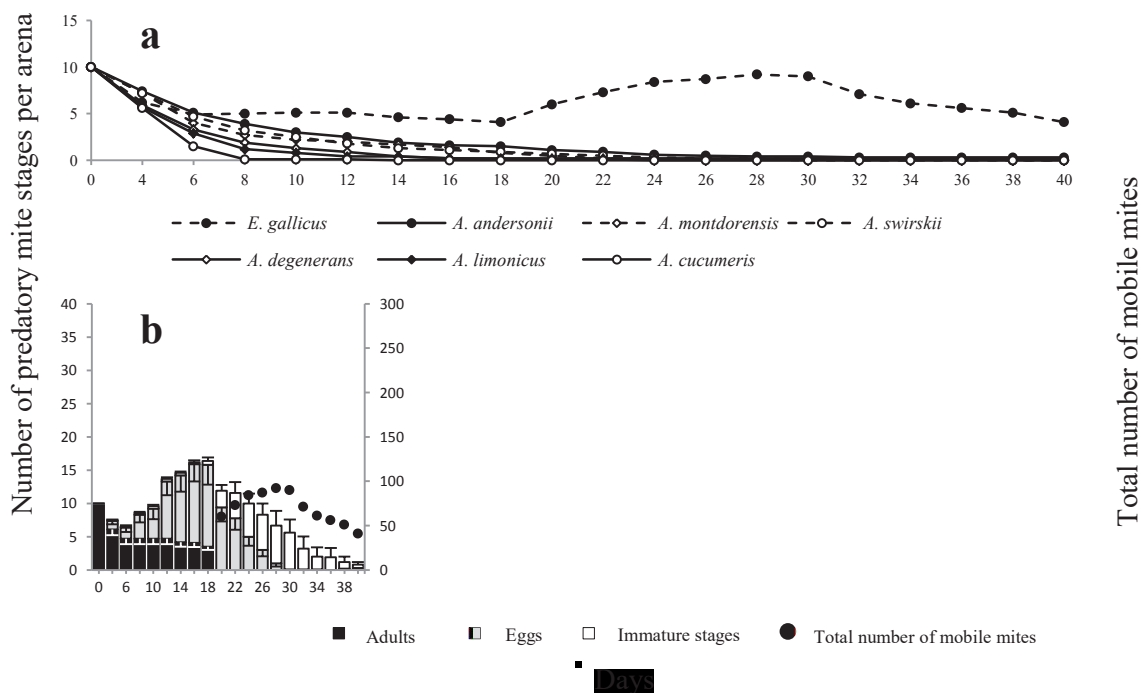 Number of predatory mite stages per arena
Total number of mobile mites
a
15
10
5
0
0 4 6 8 10 12 14 16 18 20 22 24 26 28 30 32 34 36 38 40
E. gallicus A. andersonii A. montdorensis A. swirskii
A. degenerans A. limonicus A. cucumeris
b
40
35
30
25
20
15
10
5
0
300
250
200
150
100
50
0
0 6 10 14 18 22 26 30 34 38
Adults Eggs Immature stages Total number of mobile mites
Days